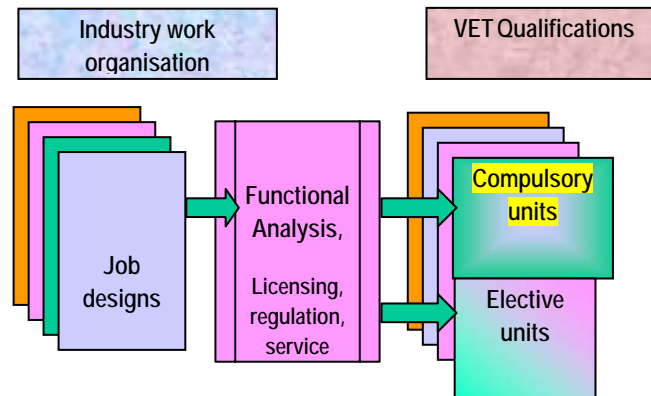 Industry work
organisation
VET Qualifications
Job
designs
Functional
Analysis,
Licensing,
regulation,
service
Compulsory
units
Elective
units